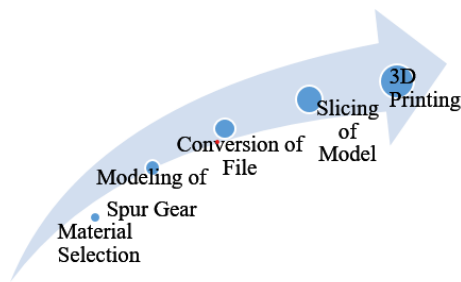 Material
Selection
Modeling of
Spur Gear
Conversion of
File
Slicing
of
Model
3D
Printing